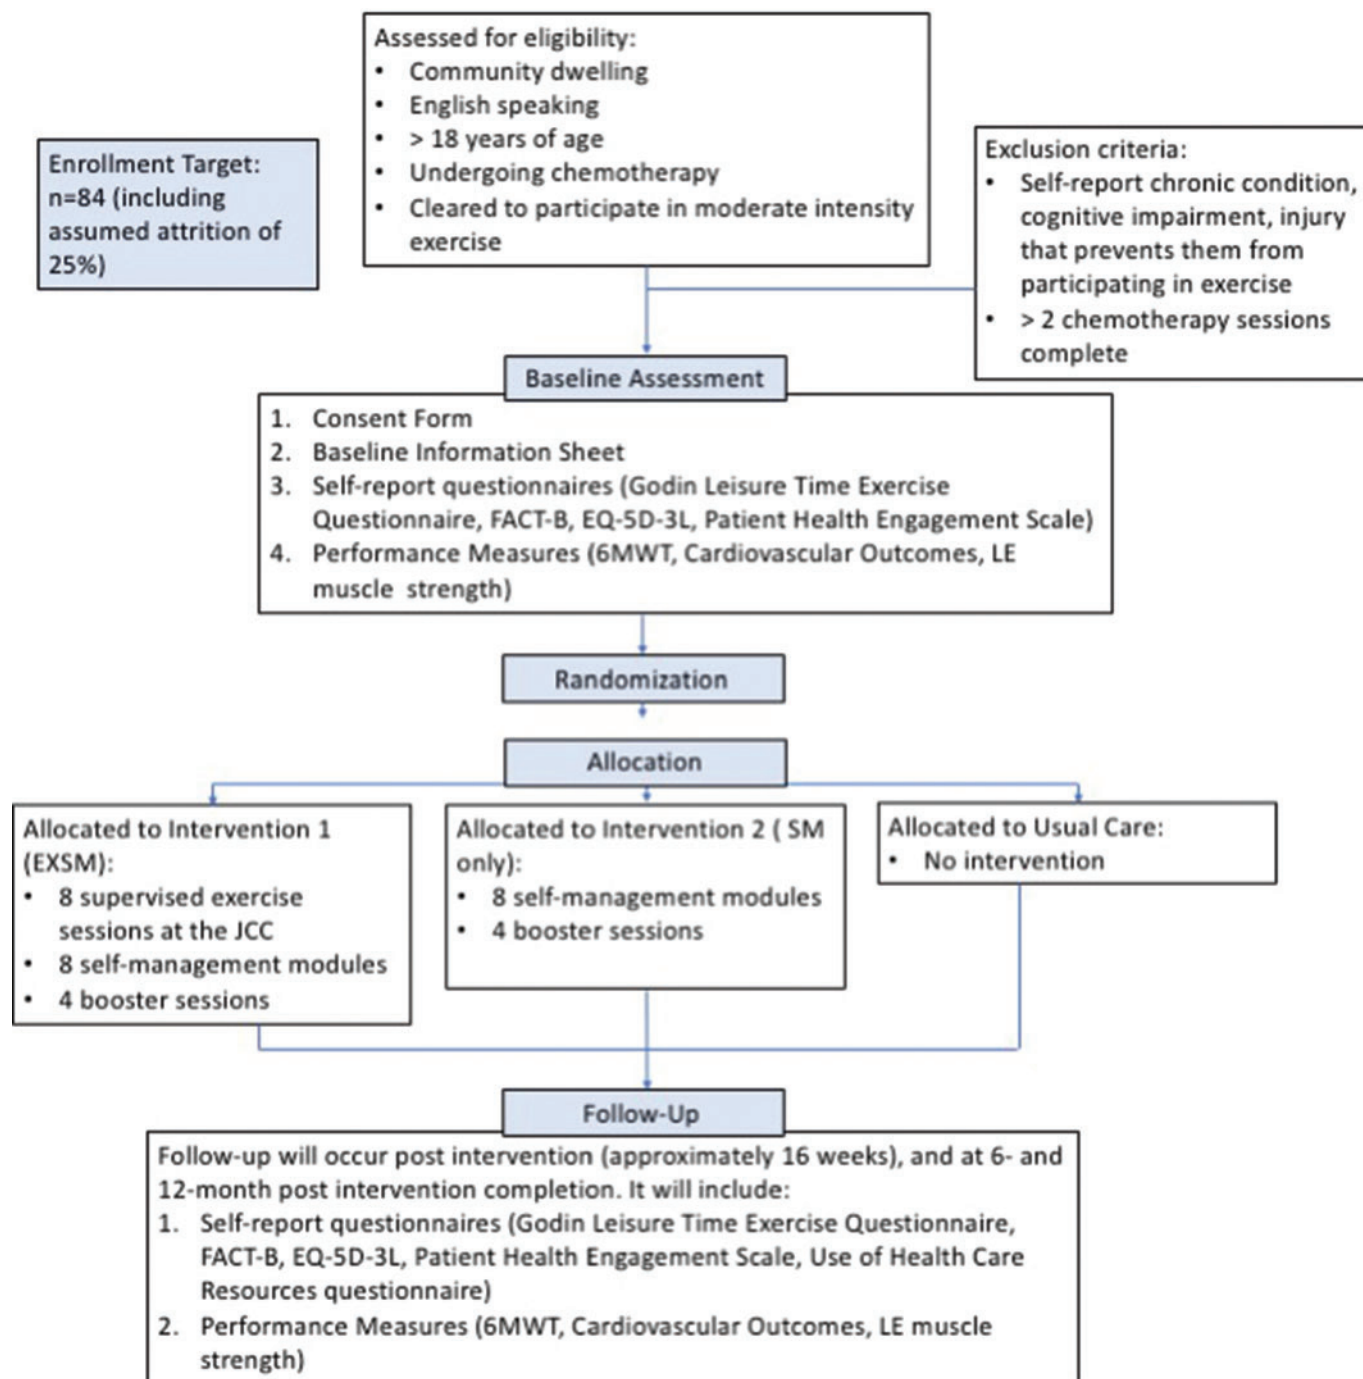 Assessed for eligibility:
• Community dwelling
• English speaking
• > 18 years of age
• Undergoing chemotherapy
• Cleared to participate in moderate intensity
exercise
Enrollment Target:
n=84 (including
assumed attrition of
25%)
Exclusion criteria:
• Self-report chronic condition,
cognitive impairment, injury
that prevents them from
participating in exercise
• > 2 chemotherapy sessions
complete
Baseline Assessment
1. Consent Form
2. Baseline Information Sheet
3. Self-report questionnaires (Godin Leisure Time Exercise
Questionnaire, FACT-B, EQ-5D-3L, Patient Health Engagement Scale)
4. Performance Measures (6MWT, Cardiovascular Outcomes, LE
muscle strength)
Randomization
Allocation
Allocated to Intervention 1
(EXSM):
• 8 supervised exercise
sessions at the JCC
• 8 self-management modules
• 4 booster sessions
Allocated to Intervention 2 ( SM
only):
• 8 self-management modules
• 4 booster sessions
Allocated to Usual Care:
• No intervention
Follow-Up
Follow-up will occur post intervention (approximately 16 weeks), and at 6- and
12-month post intervention completion. It will include:
1. Self-report questionnaires (Godin Leisure Time Exercise Questionnaire,
FACT-B, EQ-5D-3L, Patient Health Engagement Scale, Use of Health Care
Resources questionnaire)
2. Performance Measures (6MWT, Cardiovascular Outcomes, LE muscle
strength)